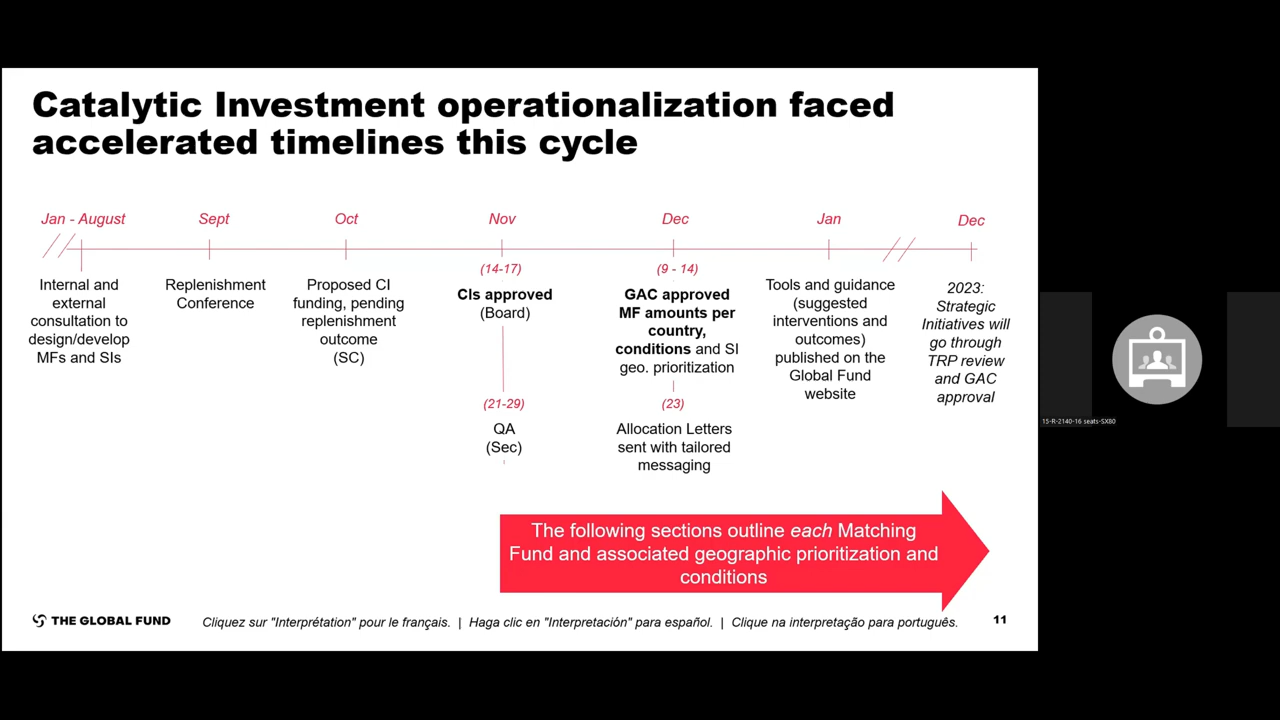 Catalytic Investment operationalization faced
accelerated timelines this cycle
Jan - August
Internal and
external
consultation to
design/develop
MFs and SIs
Sept
Replenishment
Conference
Oct
Proposed CI
funding, pending
replenishment
outcome
(SC)
Nov
(14-17)
CIs approved
(Board)
(21-29)
QA
(Sec)
Dec
(9 - 14)
GAC approved
MF amounts per
country,
conditions and SI
geo. prioritization
(23)
Allocation Letters
sent with tailored
messaging
Jan
Tools and guidance
(suggested
interventions and
outcomes)
published on the
Global Fund
website
Dec
2023:
Strategic
Initiatives will
go through
TRP review
and GAC
approval
The following sections outline each Matching
Fund and associated geographic prioritization and
conditions
THE GLOBAL FUND
Cliquez sur "Interprétation" pour le français. | Haga clic en "Interpretación" para español. | Clique na interpretação para português.
11
15-R-2140-16 seats-SX80